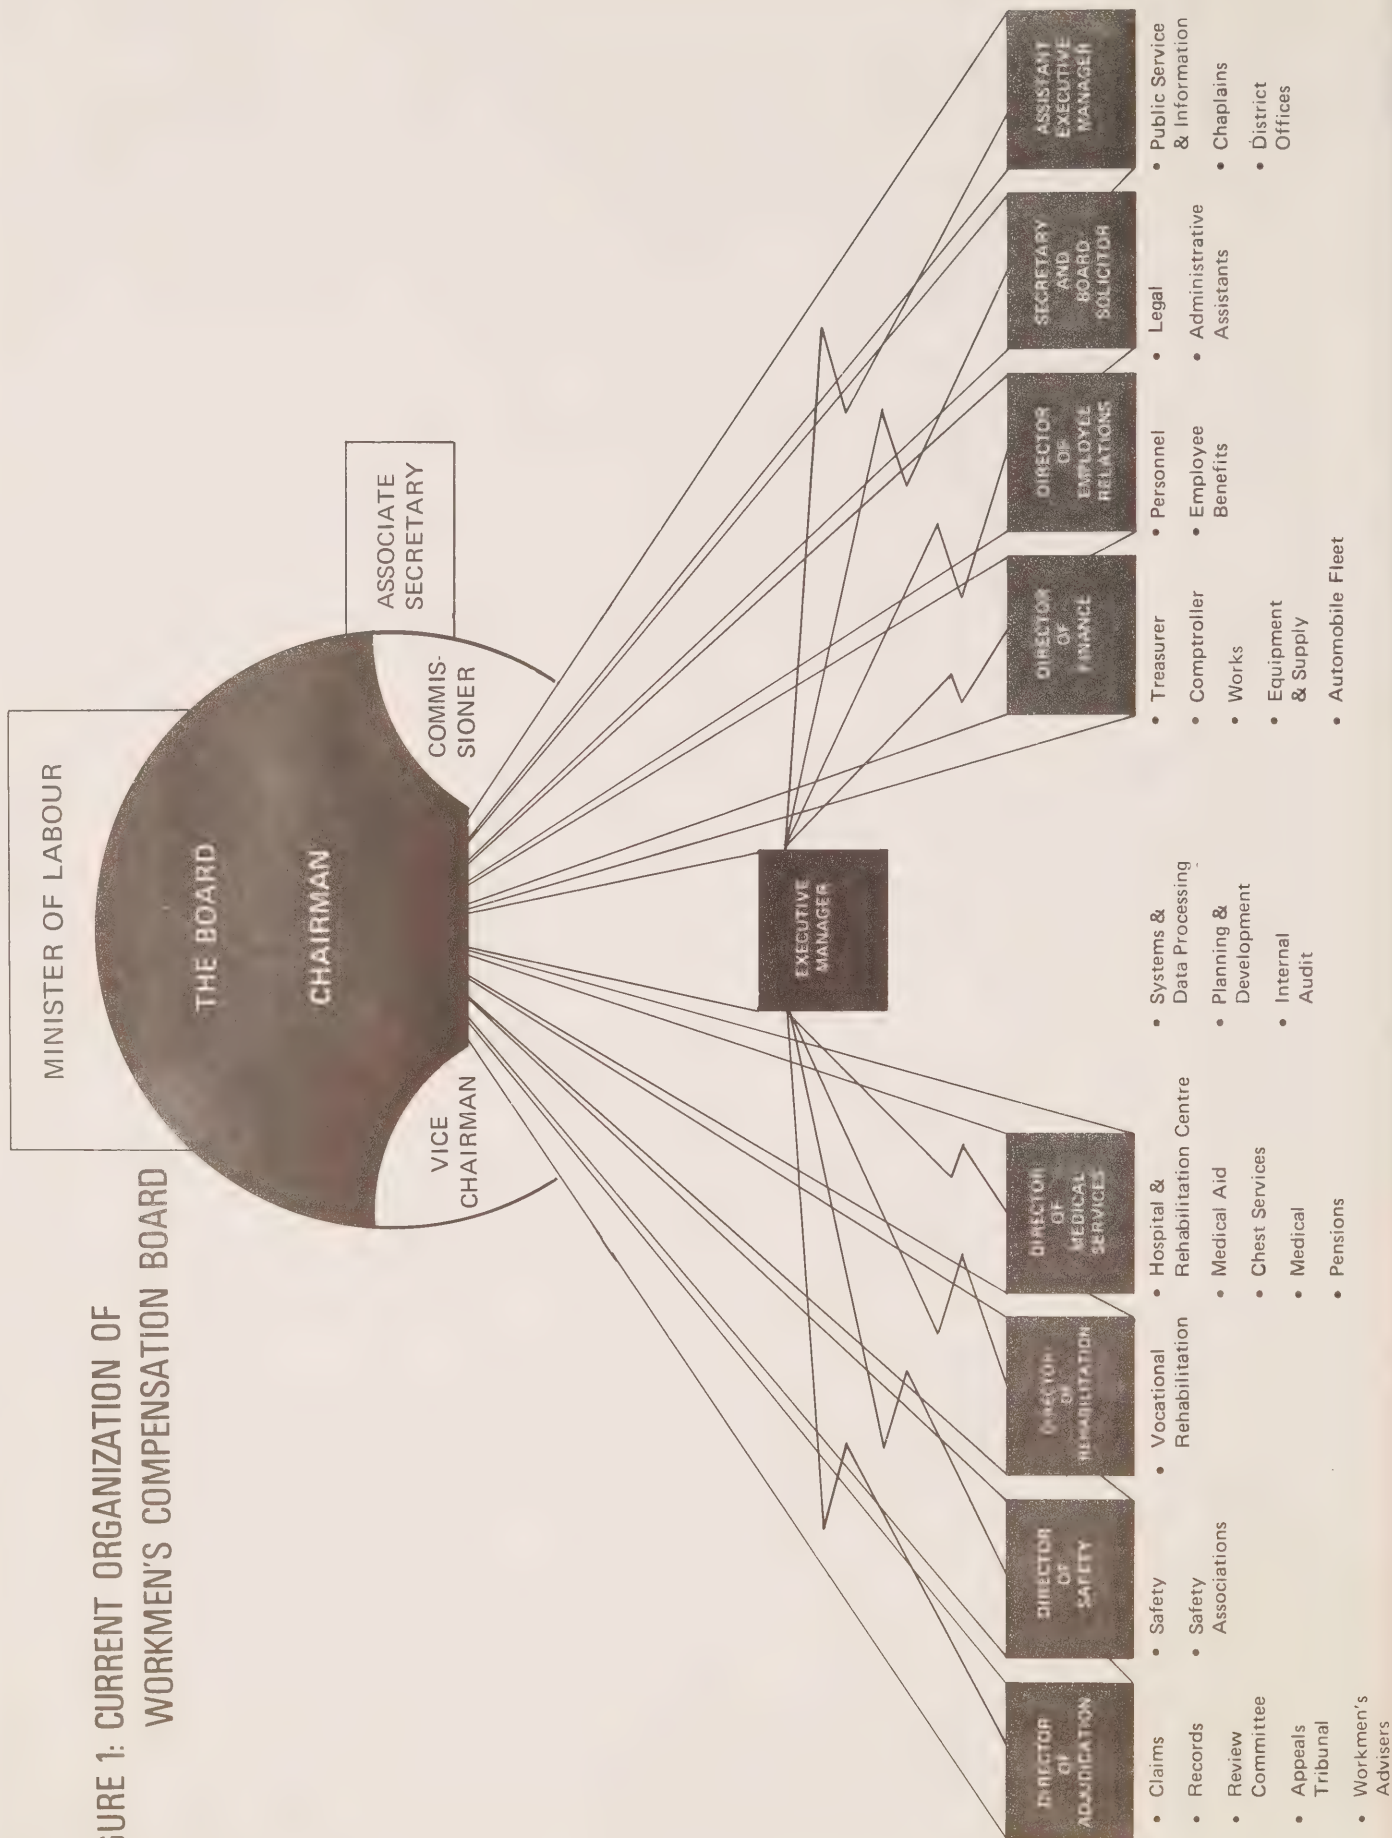 GURE 1: CURRENT ORGANIZATION OF
WORKMEN'S COMPENSATION BOARD
MINISTER OF LABOUR
THE BOARD
CHAIRMAN
VICE
CHAIRMAN
COMMIS-
SIONER
ASSOCIATE
SECRETARY
EXECUTIVE
MANAGER
DIRECTOR
OF
ADJUDICATION
• Claims
• Records
• Review
Committee
• Appeals
Tribunal
• Workmen's
Advisers
DIRECTOR
OF
SAFETY
• Safety
• Safety
Associations
DIRECTOR
OF
REHABILITATION
• Vocational
Rehabilitation
DIRECTOR
OF
MEDICAL
SERVICES
• Hospital &
Rehabilitation Centre
• Medical Aid
• Chest Services
• Medical
• Pensions
• Systems &
Data Processing
• Planning &
Development
• Internal
Audit
DIRECTOR
OF
FINANCE
• Treasurer
• Comptroller
• Works
• Equipment
& Supply
• Automobile Fleet
DIRECTOR
OF
EMPLOYEE
RELATIONS
• Personnel
• Employee
Benefits
SECRETARY
AND
BOARD
SOLICITOR
• Legal
• Administrative
Assistants
ASSISTANT
EXECUTIVE
MANAGER
• Public Service
& Information
• Chaplains
• District
Offices